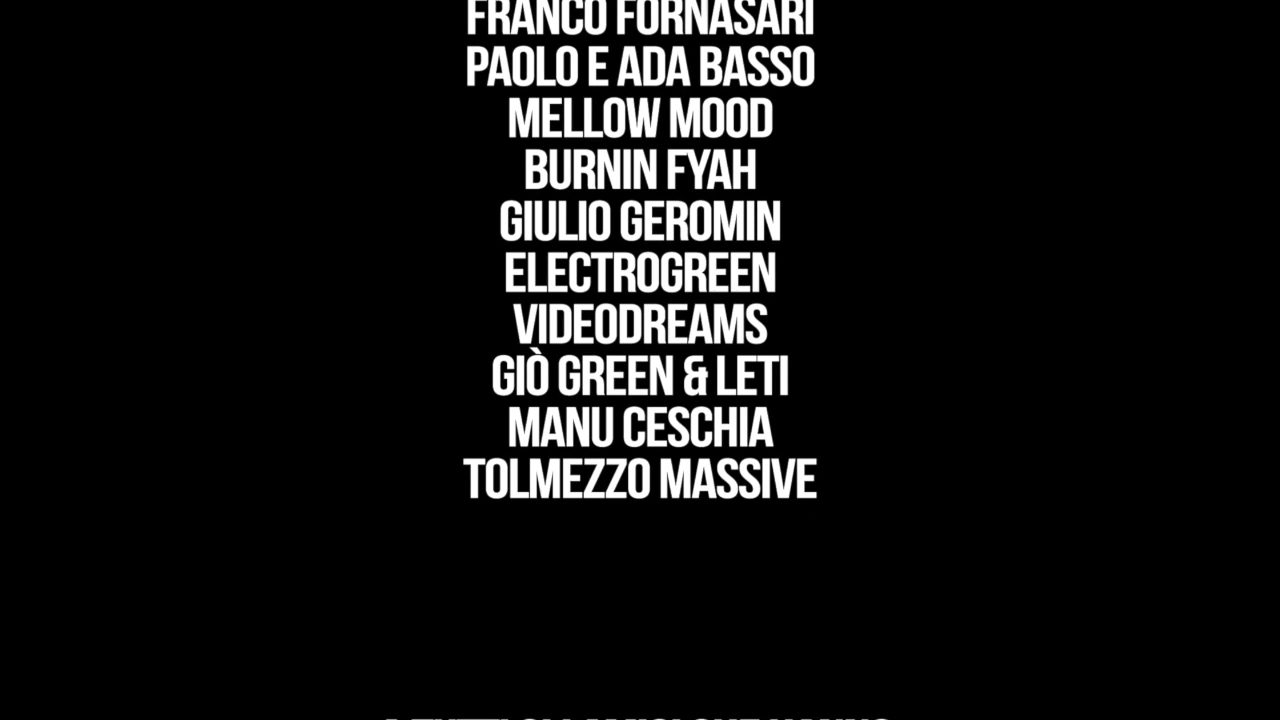 FRANCO FORNASARI
PAOLO E ADA BASSO
MELLOW MOOD
BURNIN FYAH
GIULIO GEROMIN
ELECTROGREEN
VIDEODREAMS
GIÒ GREEN & LETI
MANU CESCHIA
TOLMEZZO MASSIVE